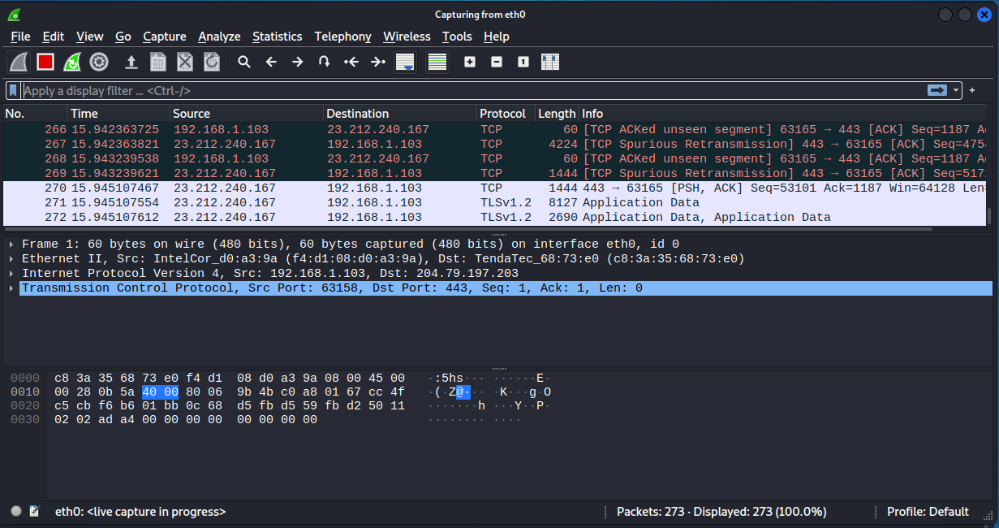 Capturing from eth0
File Edit View Go Capture Analyze Statistics Telephony Wireless Tools Help
Apply a display filter ... <Ctrl-/>
No. Time Source Destination Protocol Length Info
266 15.942363725 192.168.1.103 23.212.240.167 TCP 60 [TCP ACKed unseen segment] 63165 → 443 [ACK] Seq=1187 A
267 15.942363821 23.212.240.167 192.168.1.103 TCP 4224 [TCP Spurious Retransmission] 443 → 63165 [ACK] Seq=475
268 15.943239538 192.168.1.103 23.212.240.167 TCP 60 [TCP ACKed unseen segment] 63165 → 443 [ACK] Seq=1187 A
269 15.943239621 23.212.240.167 192.168.1.103 TCP 1444 [TCP Spurious Retransmission] 443 → 63165 [ACK] Seq=517
270 15.945107467 23.212.240.167 192.168.1.103 TCP 1444 443 → 63165 [PSH, ACK] Seq=53101 Ack=1187 Win=64128 Len
271 15.945107554 23.212.240.167 192.168.1.103 TLSv1.2 8127 Application Data
272 15.945107612 23.212.240.167 192.168.1.103 TLSv1.2 2690 Application Data, Application Data
Frame 1: 60 bytes on wire (480 bits), 60 bytes captured (480 bits) on interface eth0, id 0
Ethernet II, Src: IntelCor_d0:a3:9a (f4:d1:08:d0:a3:9a), Dst: TendaTec_68:73:e0 (c8:3a:35:68:73:e0)
Internet Protocol Version 4, Src: 192.168.1.103, Dst: 204.79.197.203
Transmission Control Protocol, Src Port: 63158, Dst Port: 443, Seq: 1, Ack: 1, Len: 0
0000 c8 3a 35 68 73 e0 f4 d1 08 d0 a3 9a 08 00 45 00 ·:5hs··· ······E·
0010 00 28 0b 5a 40 00 80 06 9b 4b c0 a8 01 67 cc 4f ·(·Z@··· ·K···g·O
0020 c5 cb f6 b6 01 bb 0c 68 d5 fb d5 59 fb d2 50 11 ·······h ···Y··P·
0030 02 02 ad a4 00 00 00 00 00 00 00 00 ········ ····
eth0: <live capture in progress> Packets: 273 · Displayed: 273 (100.0%) Profile: Default